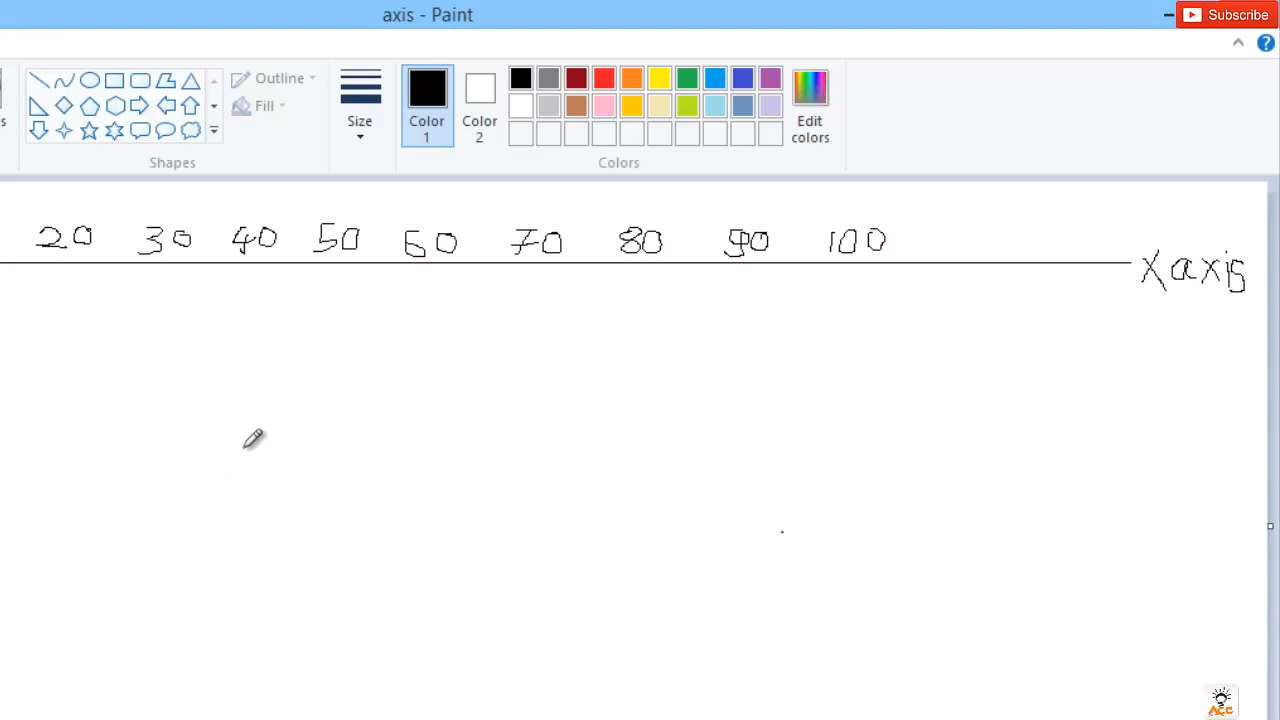 axis - Paint
Subscribe
Outline
Fill
Size
Color 1
Color 2
Edit colors
Shapes
Colors
20 30 40 50 60 70 80 90 100
X axis
ACC